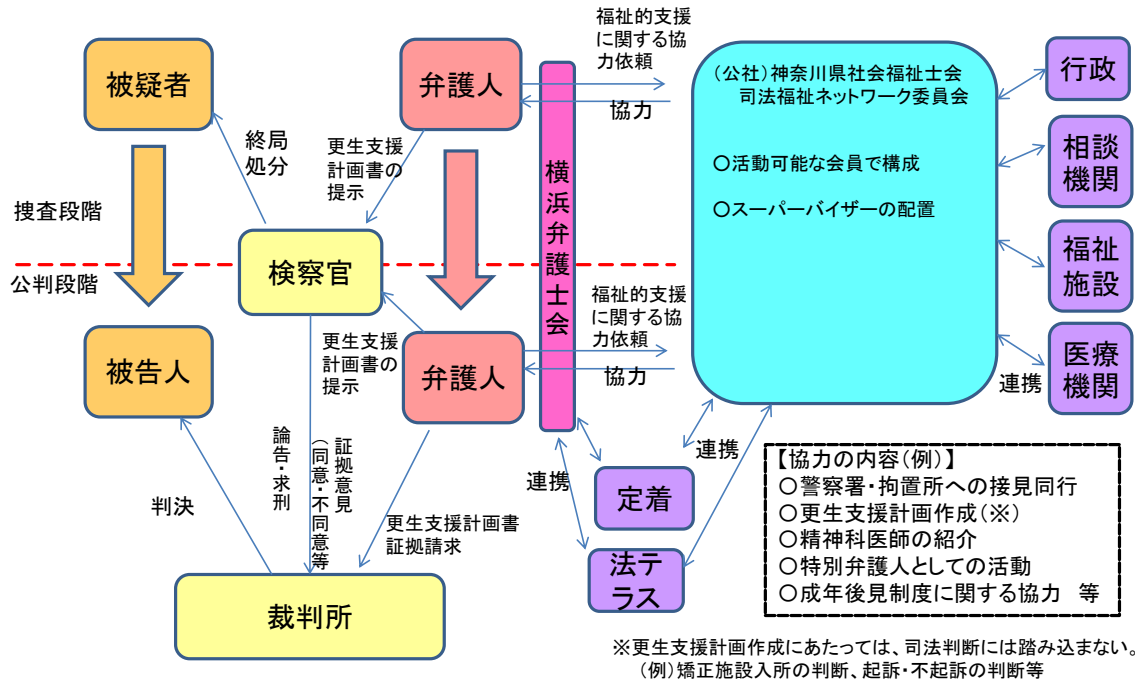 被疑者
弁護人
福祉的支援
に関する協
力依頼
協力
(公社)神奈川県社会福祉士会
司法福祉ネットワーク委員会
○活動可能な会員で構成
○スーパーバイザーの配置
行政
相談
機関
福祉
施設
医療
機関
連携
終局
処分
更生支援
計画書の
提示
捜査段階
公判段階
検察官
横浜弁護士会
福祉的支援
に関する協
力依頼
協力
被告人
更生支援
計画書の
提示
弁護人
論告・求刑
証拠意見
(同意・不同意等
判決
更生支援計画書
証拠請求
裁判所
連携
連携
定着
法テ
ラス
【協力の内容(例)】
○警察署・拘置所への接見同行
○更生支援計画作成(※)
○精神科医師の紹介
○特別弁護人としての活動
○成年後見制度に関する協力 等
※更生支援計画作成にあたっては、司法判断には踏み込まない。
(例)矯正施設入所の判断、起訴・不起訴の判断等